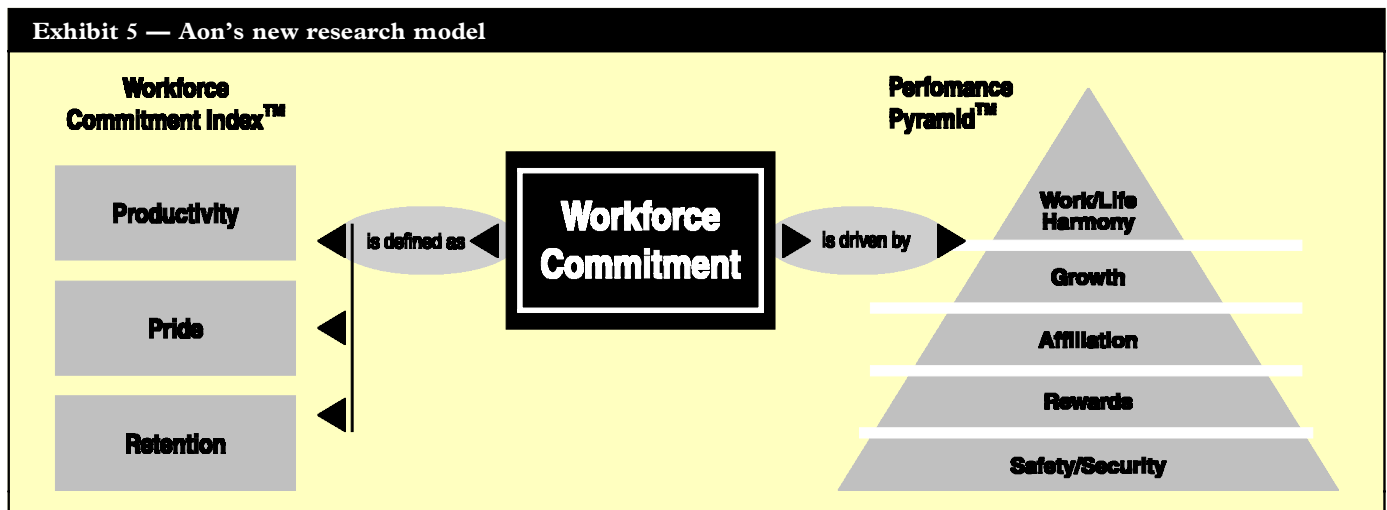 Exhibit 5 — Aon's new research model
Workforce
Commitment Index™
Productivity
Pride
Retention
is defined as
Workforce
Commitment
is driven by
Perfomance
Pyramid™
Work/Life
Harmony
Growth
Affiliation
Rewards
Safety/Security